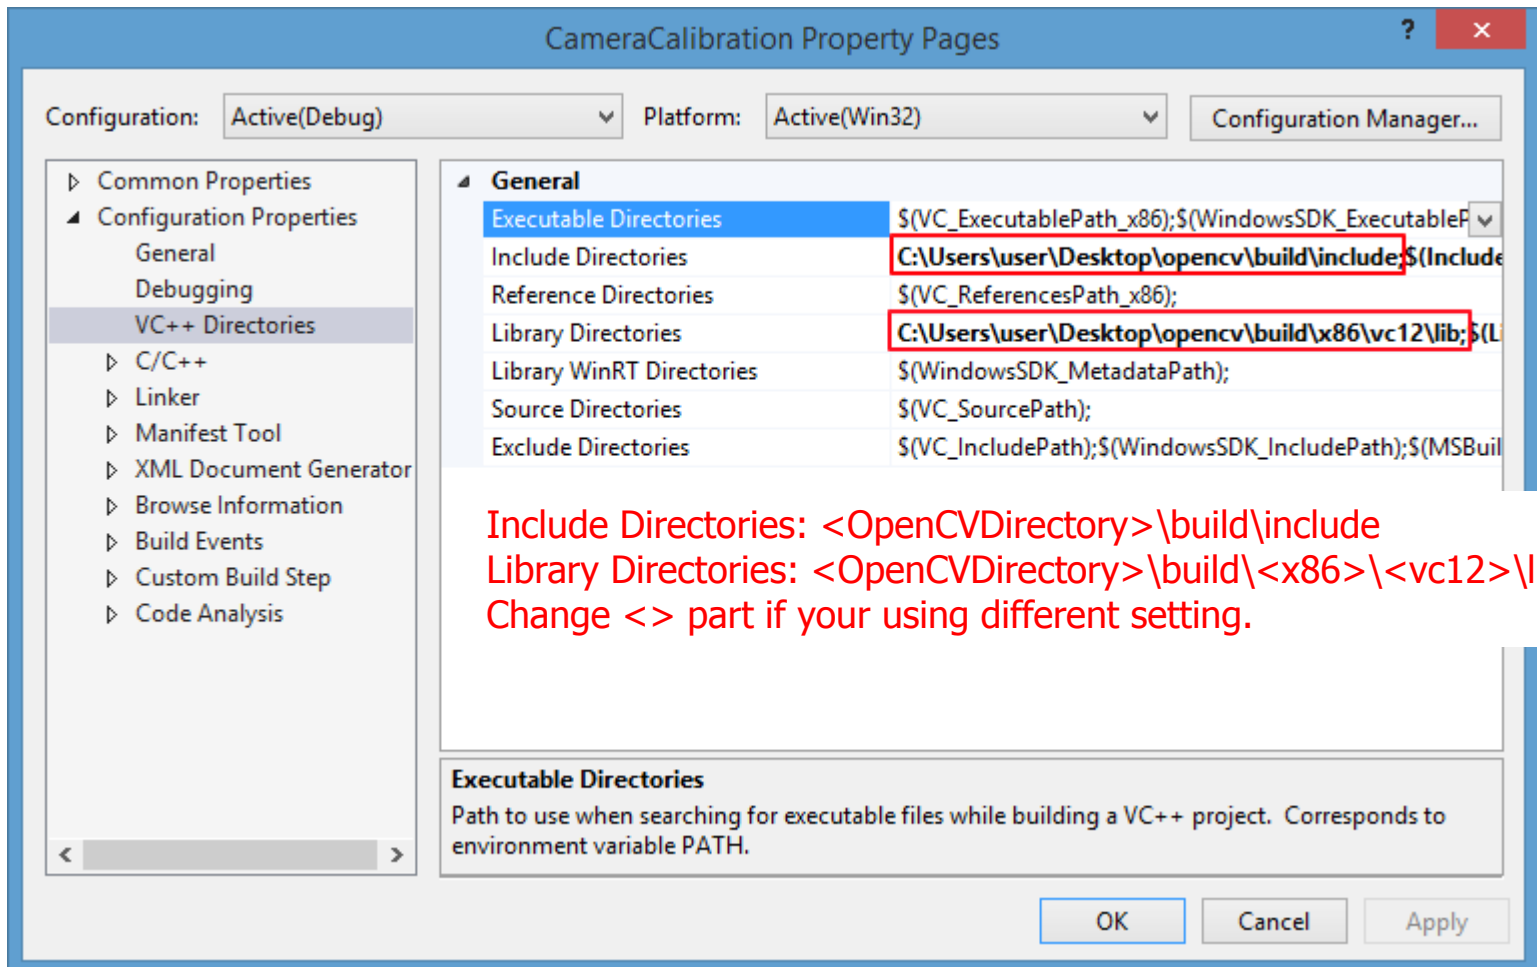 CameraCalibration Property Pages
?
Configuration: Active(Debug) Platform: Active(Win32) Configuration Manager...
Common Properties
Configuration Properties
General
Debugging
VC++ Directories
C/C++
Linker
Manifest Tool
XML Document Generator
Browse Information
Build Events
Custom Build Step
Code Analysis
General
Executable Directories $(VC_ExecutablePath_x86);$(WindowsSDK_ExecutableP
Include Directories C:\Users\user\Desktop\opencv\build\include;$(Include
Reference Directories $(VC_ReferencesPath_x86);
Library Directories C:\Users\user\Desktop\opencv\build\x86\vc12\lib;$(Li
Library WinRT Directories $(WindowsSDK_MetadataPath);
Source Directories $(VC_SourcePath);
Exclude Directories $(VC_IncludePath);$(WindowsSDK_IncludePath);$(MSBuil
Include Directories: <OpenCVDirectory>\build\include
Library Directories: <OpenCVDirectory>\build\<x86>\<vc12>\l
Change <> part if your using different setting.
Executable Directories
Path to use when searching for executable files while building a VC++ project. Corresponds to
environment variable PATH.
OK Cancel Apply